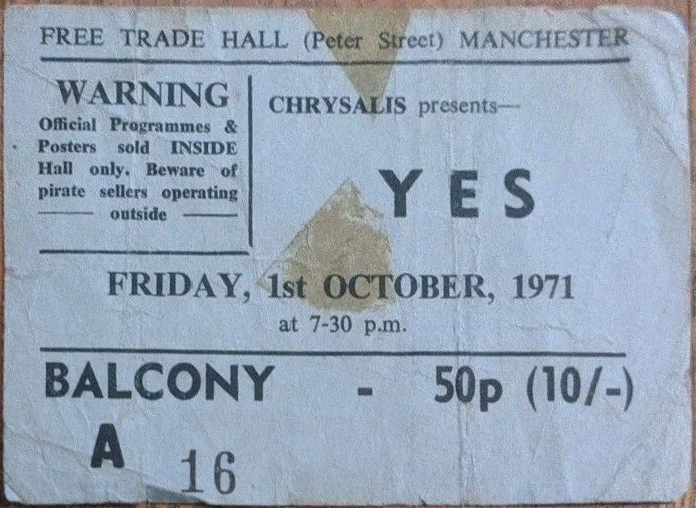 FREE TRADE HALL (Peter Street) MANCHESTER
WARNING
Official Programmes &
Posters sold INSIDE
Hall only. Beware of
pirate sellers operating
outside
CHRYSALIS presents—
YES
FRIDAY, 1st OCTOBER, 1971
at 7-30 p.m.
BALCONY - 50p (10/-)
A 16